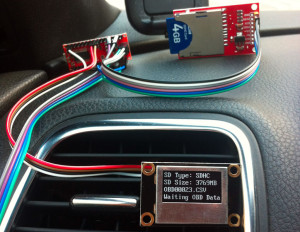 4GB
SD Type: SDHC
SD Size: 3769MB
OBD00023.CSV
Waiting OBD Data